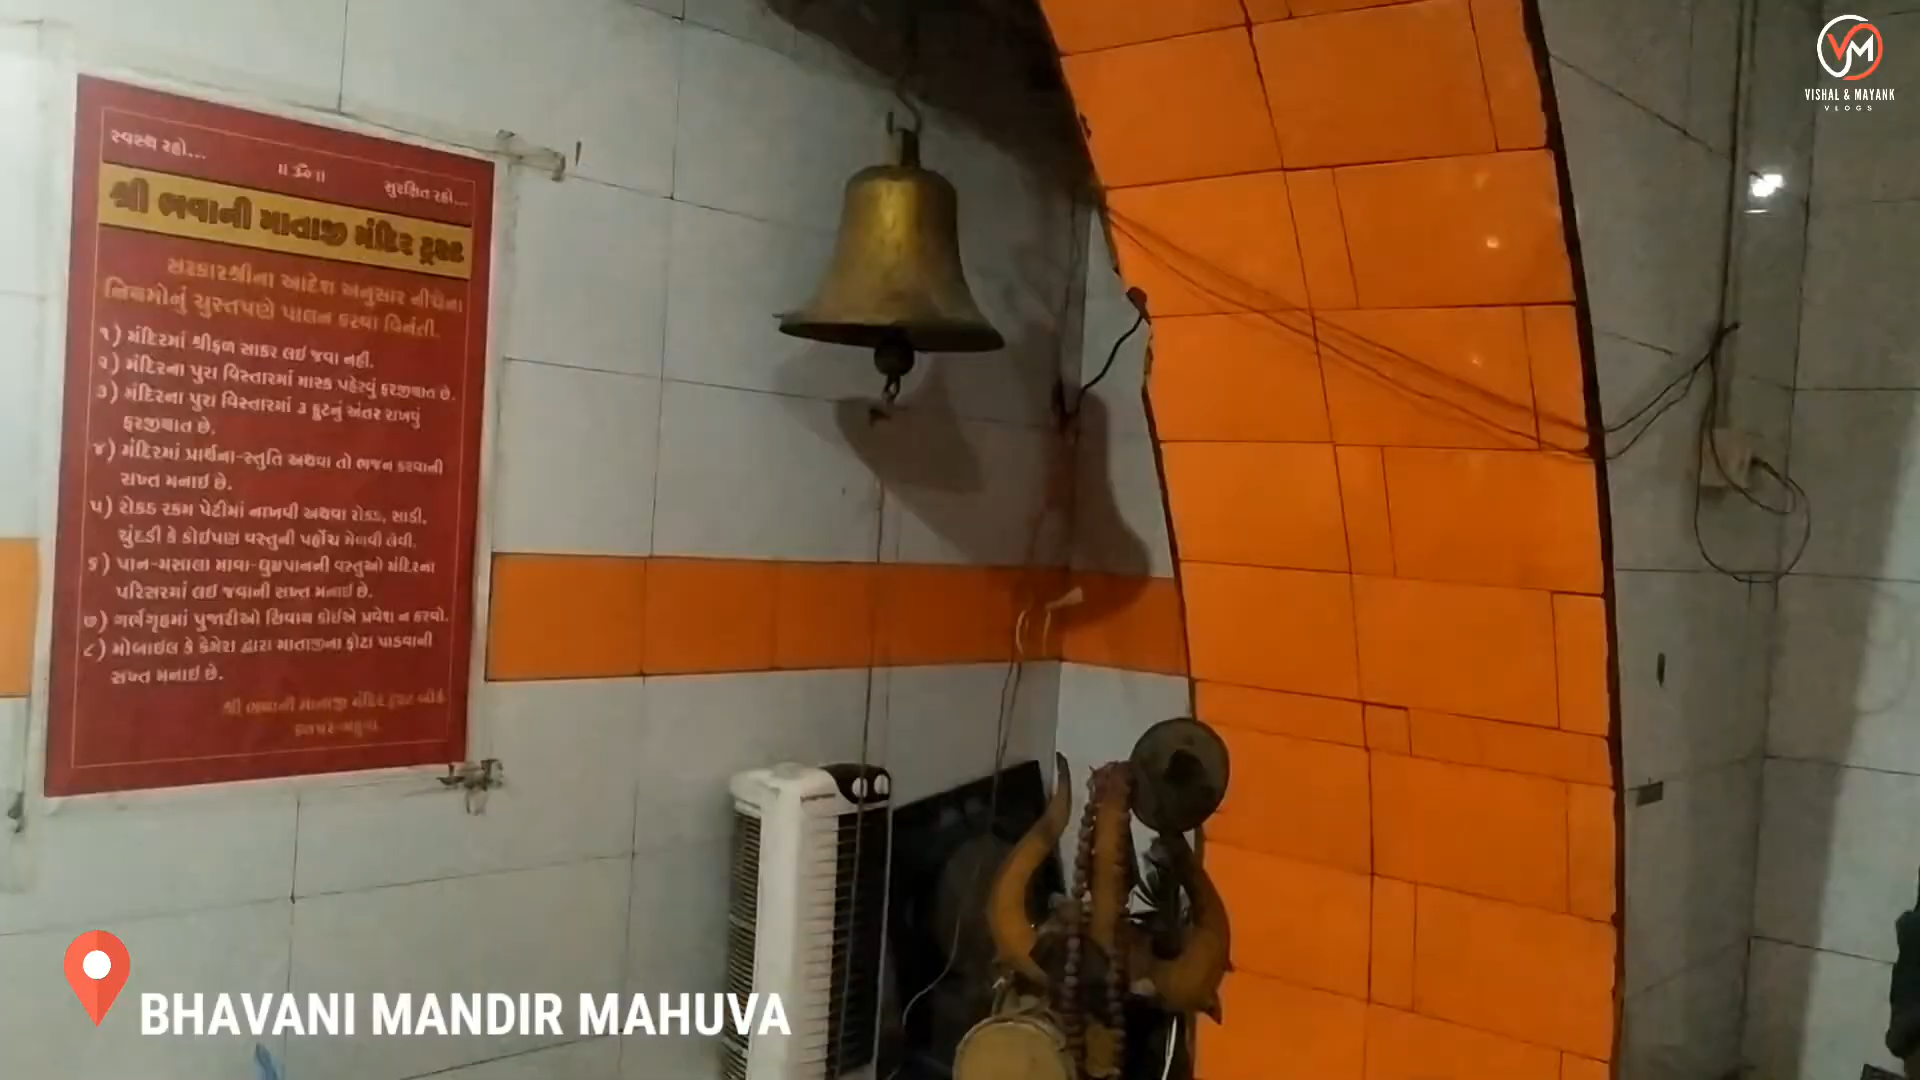 સ્વસ્થ રહો...
॥ ૐ ॥
સુરક્ષિત રહો...
શ્રી ભવાની માતાજી મંદિર ટ્રસ્ટ
સરકારશ્રીના આદેશ અનુસાર નીચેના
નિયમોનું ચુસ્તપણે પાલન કરવા વિનંતી.
૧) મંદિરમાં શ્રીફળ સાકર લઈ જવા નહી.
૨) મંદિરના પુરા વિસ્તારમાં માસ્ક પહેરવું ફરજીયાત છે.
૩) મંદિરના પુરા વિસ્તારમાં ૩ ફુટનું અંતર રાખવું
ફરજીયાત છે.
૪) મંદિરમાં પ્રાર્થના-સ્તુતિ અથવા તો ભજન કરવાની
સખ્ત મનાઈ છે.
૫) રોકડ રકમ પેટીમાં નાખવી અથવા રોકડ, સાડી,
ચુંદડી કે કોઈપણ વસ્તુની પહોંચ મેળવી લેવી.
૬) પાન-મસાલા માવા-ધુમ્રપાનની વસ્તુઓ મંદિરના
પરિસરમાં લઈ જવાની સખ્ત મનાઈ છે.
૭) ગર્ભગૃહમાં પુજારીઓ સિવાય કોઈએ પ્રવેશ ન કરવો.
૮) મોબાઈલ કે કેમેરા દ્વારા માતાજીના ફોટા પાડવાની
સખ્ત મનાઈ છે.
શ્રી ભવાની માતાજી મંદિર ટ્રસ્ટ બોર્ડ
VM
VISHAL & MAYANK
VLOGS
BHAVANI MANDIR MAHUVA